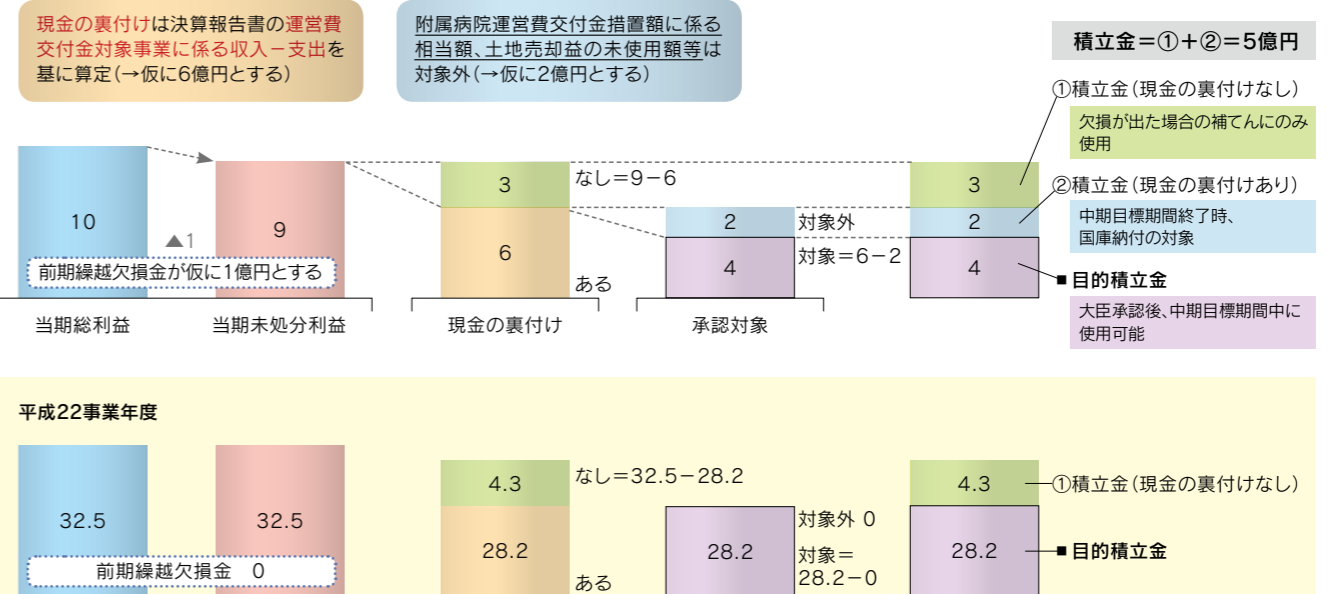 現金の裏付けは決算報告書の運営費
交付金対象事業に係る収入－支出を
基に算定(→仮に6億円とする)
附属病院運営費交付金措置額に係る
相当額、土地売却益の未使用額等は
対象外(→仮に2億円とする)
積立金＝①＋②＝5億円
①積立金(現金の裏付けなし)
欠損が出た場合の補てんにのみ
使用
②積立金(現金の裏付けあり)
中期目標期間終了時、
国庫納付の対象
■目的積立金
大臣承認後、中期目標期間中に
使用可能
10
▲1
9
前期繰越欠損金が仮に1億円とする
3
なし＝9－6
6
ある
2
対象外
4
対象＝6－2
3
2
4
当期総利益
当期未処分利益
現金の裏付け
承認対象
平成22事業年度
32.5
32.5
前期繰越欠損金 0
4.3
なし＝32.5－28.2
28.2
ある
28.2
対象外 0
対象＝
28.2－0
4.3
①積立金(現金の裏付けなし)
28.2
■目的積立金